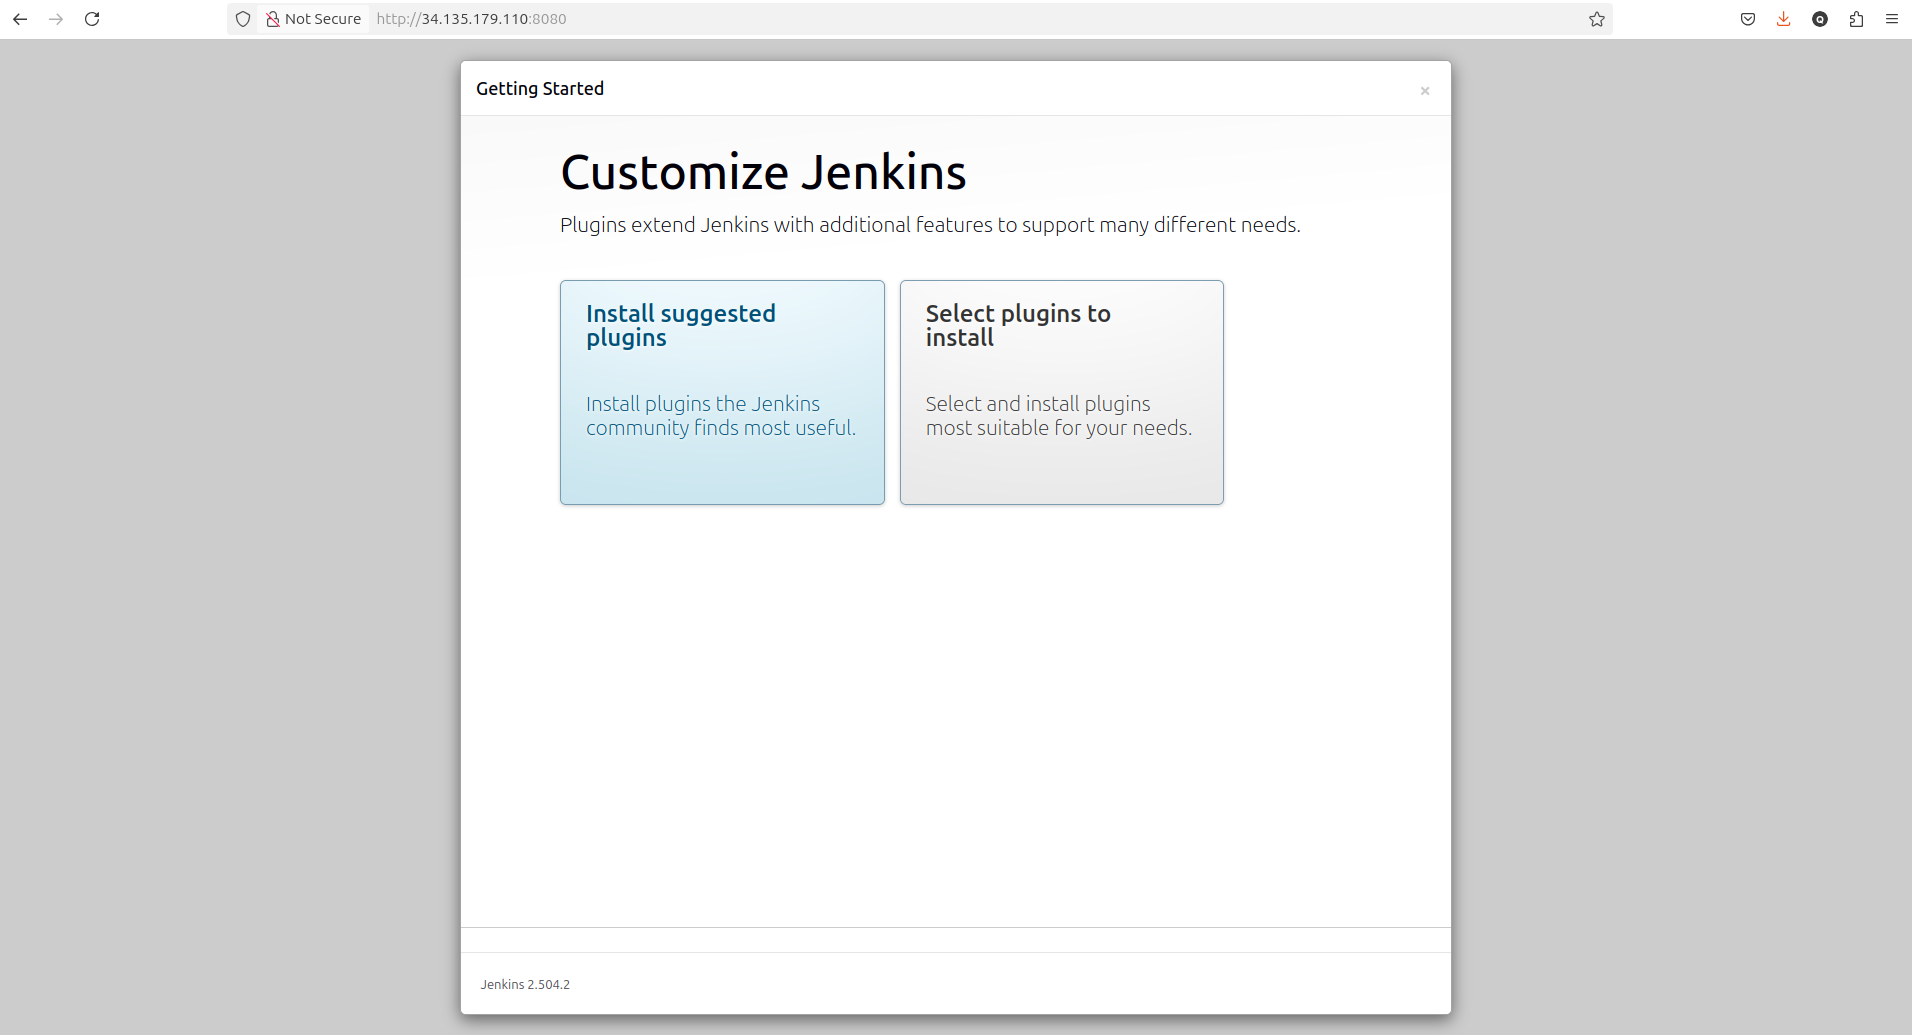 Not Secure http://34.135.179.110:8080
Getting Started ×
Customize Jenkins
Plugins extend Jenkins with additional features to support many different needs.
Install suggested
plugins
Install plugins the Jenkins
community finds most useful.
Select plugins to
install
Select and install plugins
most suitable for your needs.
Jenkins 2.504.2